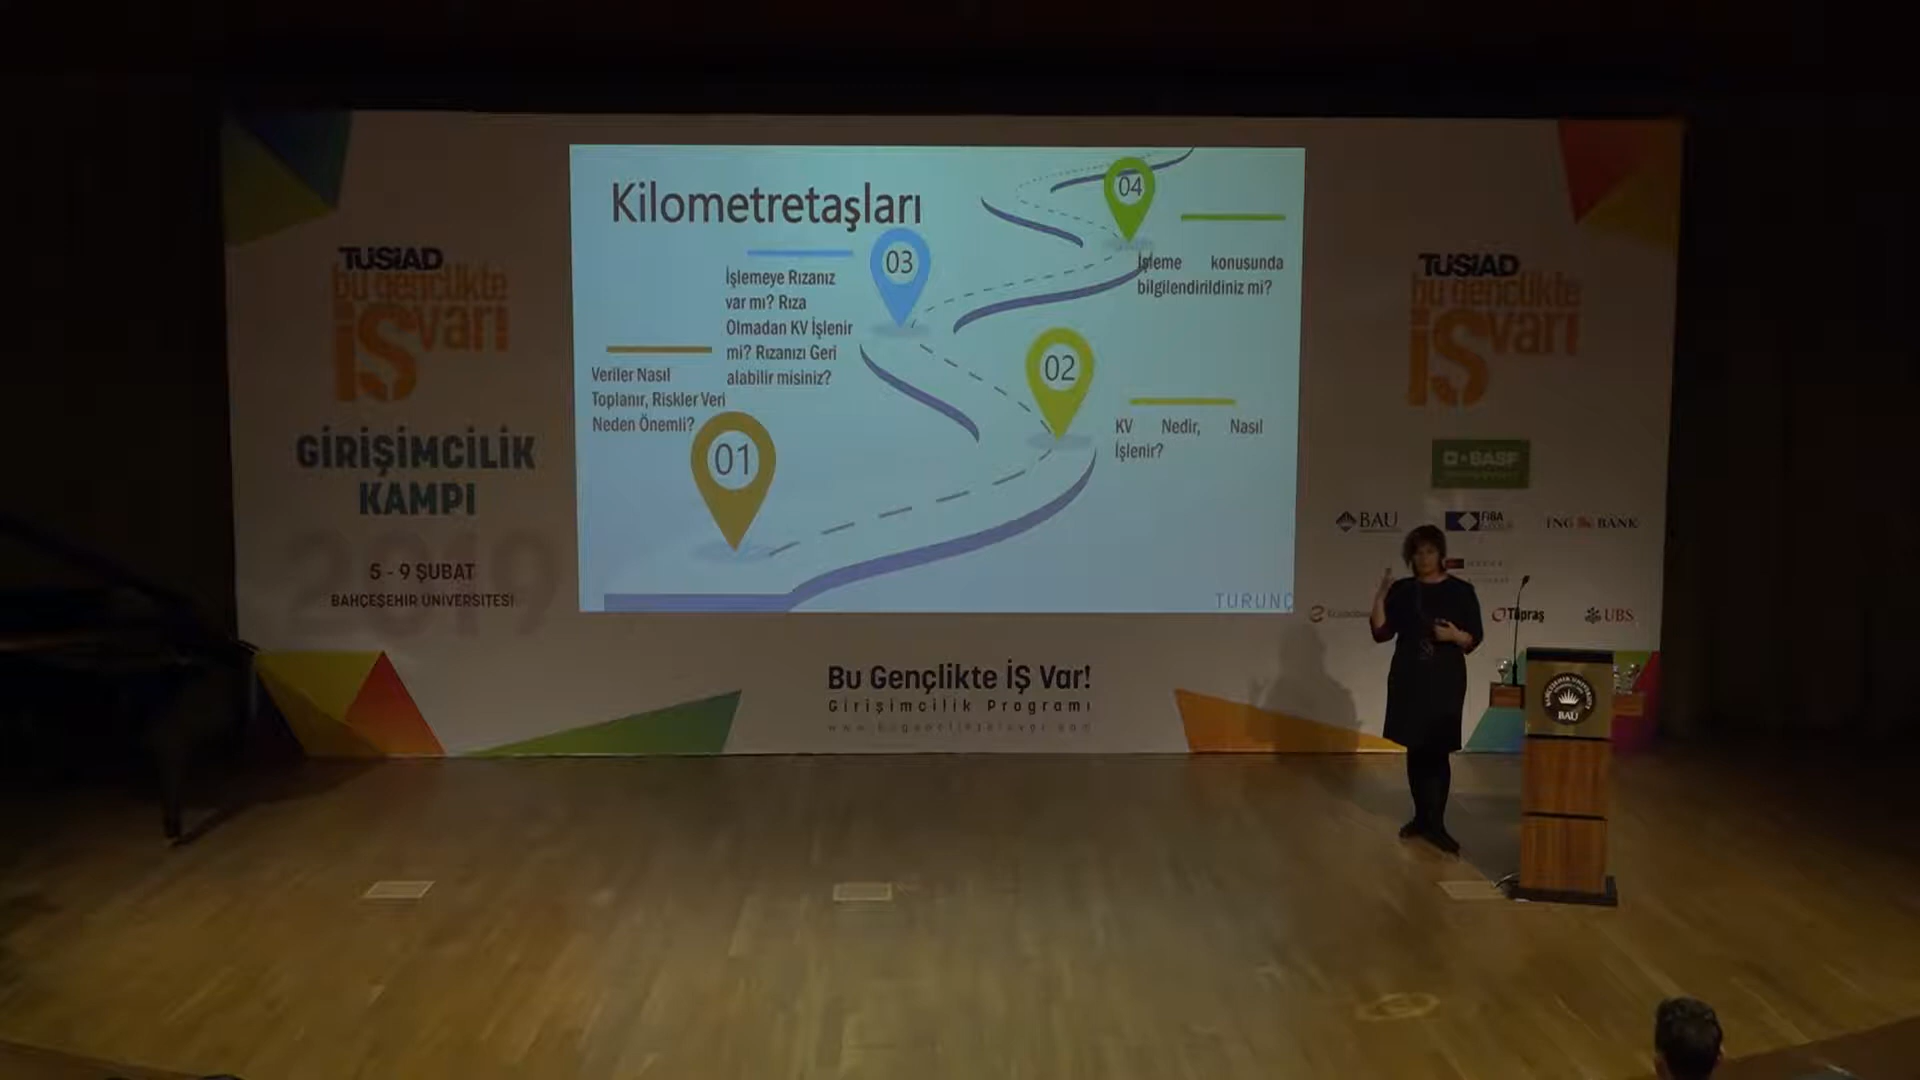 TÜSİAD
bu gençlikte
İŞ varı
GİRİŞİMCİLİK
KAMPI
2019
5 - 9 ŞUBAT
BAHÇEŞEHİR ÜNİVERSİTESİ
Kilometretaşları
04
İşleme konusunda
bilgilendirildiniz mi?
03
İşlemeye Rızanız
var mı? Rıza
Olmadan KV İşlenir
mi? Rızanızı Geri
alabilir misiniz?
02
KV Nedir, Nasıl
İşlenir?
Veriler Nasıl
Toplanır, Riskler Veri
Neden Önemli?
01
TURUNÇ
Bu Gençlikte İŞ Var!
Girişimcilik Programı
TÜSİAD
bu gençlikte
İŞ varı
BASF
BAU
FİBA
ING BANK
Tüpraş
UBS
BAU